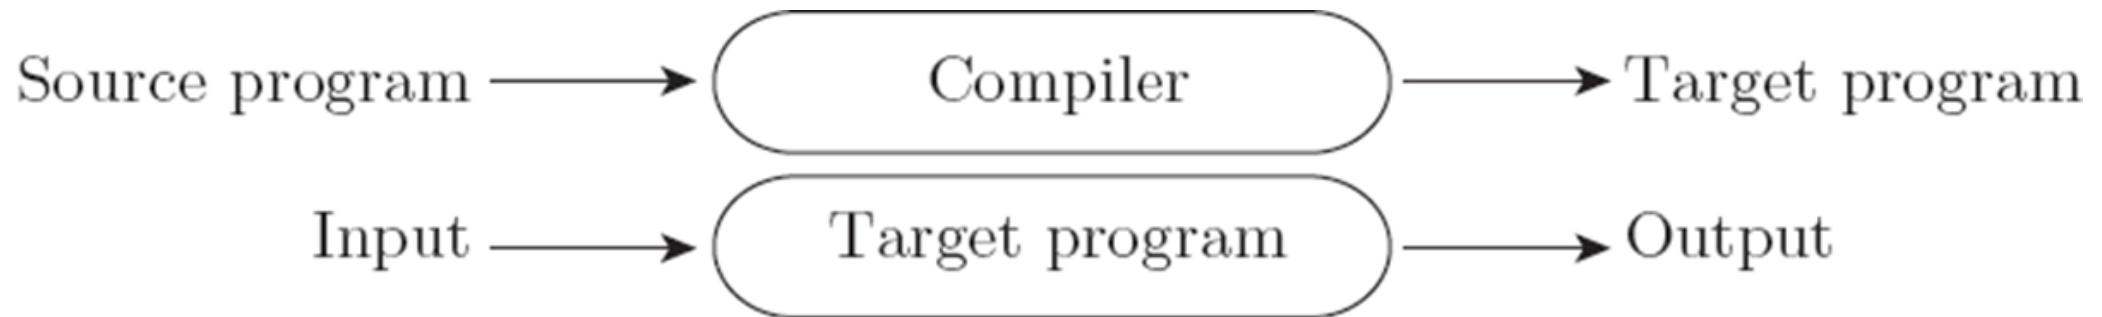 Source program Compiler Target program
Input Target program Output